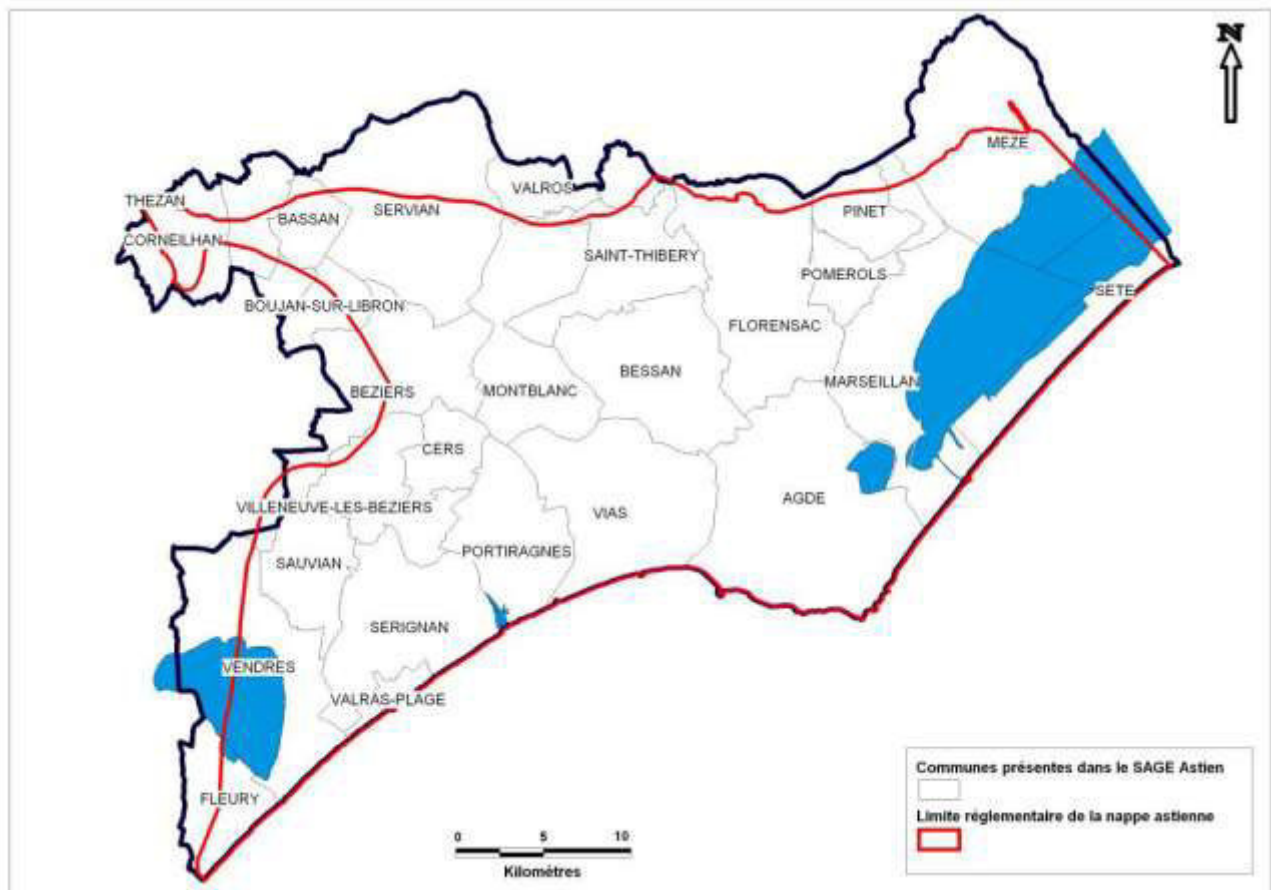 N
MEZE
VALROS
THEZAN
BASSAN
SERVIAN
PINET
CORNEILHAN
SAINT-THIBERY
POMEROLS
SETE
BOUJAN-SUR-LIBRON
FLORENSAC
BESSAN
MARSEILLAN
BEZIERS
MONTBLANC
CERS
AGDE
VILLENEUVE-LES-BEZIERS
VIAS
PORTIRAGNES
SAUVIAN
SERIGNAN
VENDRES
VALRAS-PLAGE
FLEURY
0 5 10
Kilomètres
Communes présentes dans le SAGE Astien
Limite réglementaire de la nappe astienne